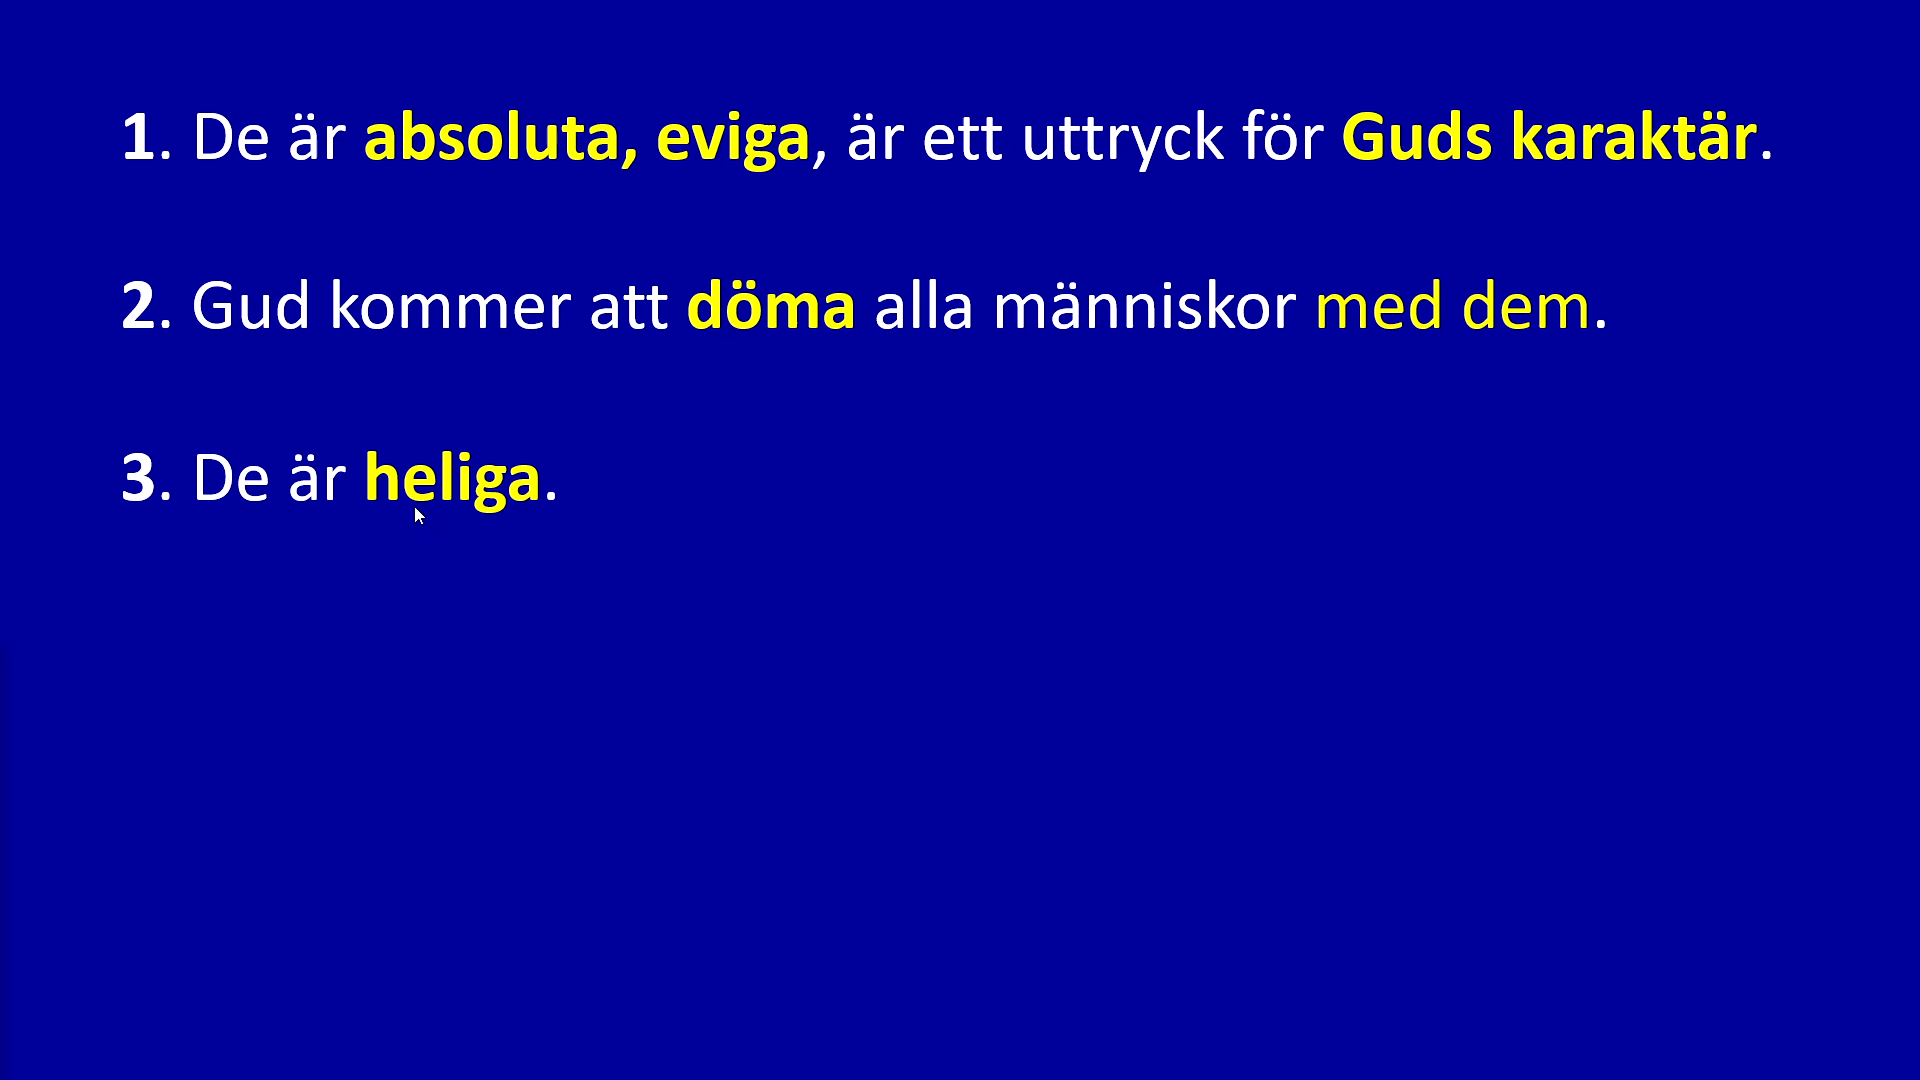 1. De är absoluta, eviga, är ett uttryck för Guds karaktär.
2. Gud kommer att döma alla människor med dem.
3. De är heliga.